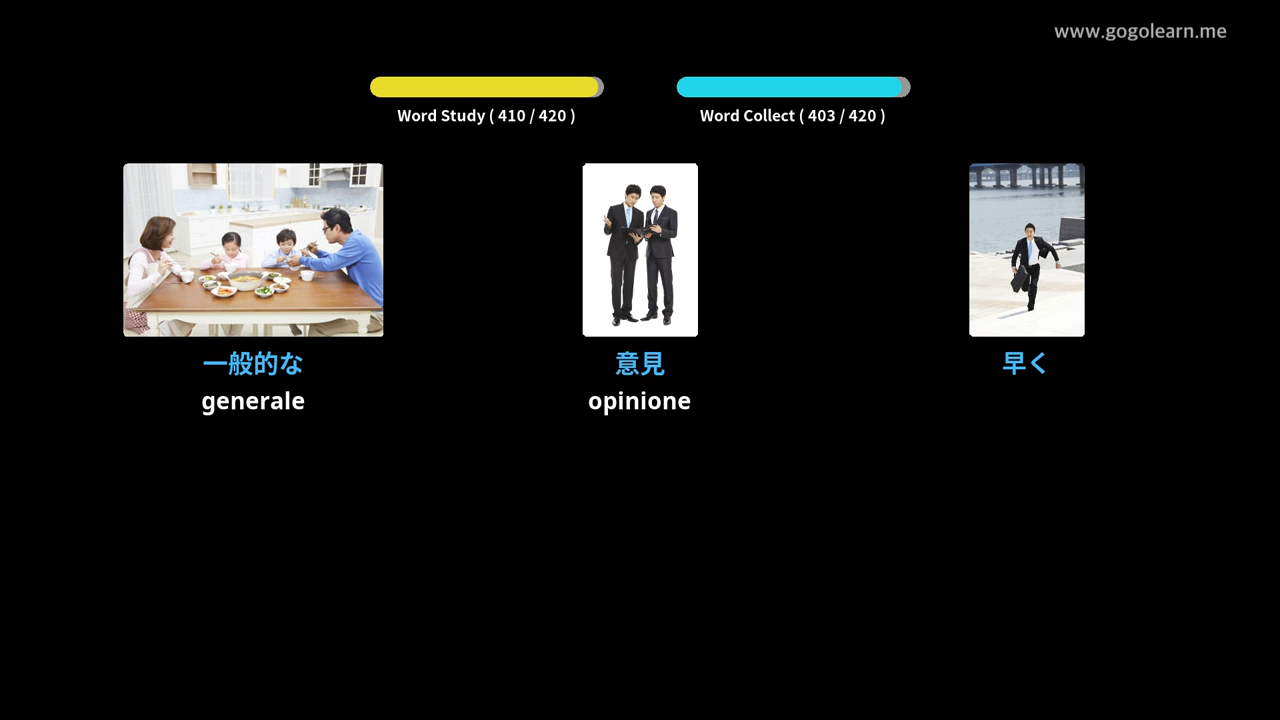 www.gogolearn.me
Word Study ( 410 / 420 )
Word Collect ( 403 / 420 )
一般的な
generale
意見
opinione
早く